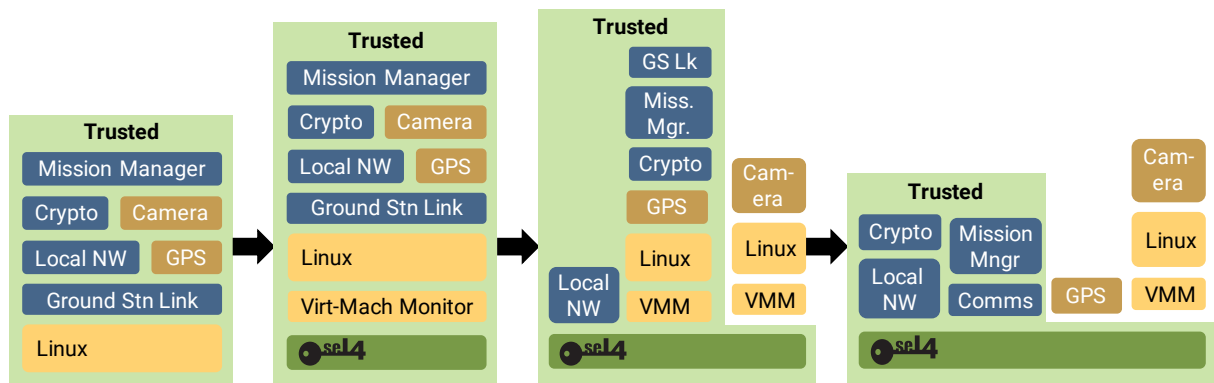 Trusted
Mission Manager
Crypto
Camera
Local NW
GPS
Ground Stn Link
Linux
Trusted
Mission Manager
Crypto
Camera
Local NW
GPS
Ground Stn Link
Linux
Virt-Mach Monitor
seL4
Trusted
GS Lk
Miss.
Mgr.
Crypto
GPS
Linux
VMM
Local
NW
Cam-
era
Linux
VMM
seL4
Trusted
Crypto
Mission
Mngr
Local
NW
Comms
GPS
Cam-
era
Linux
VMM
seL4